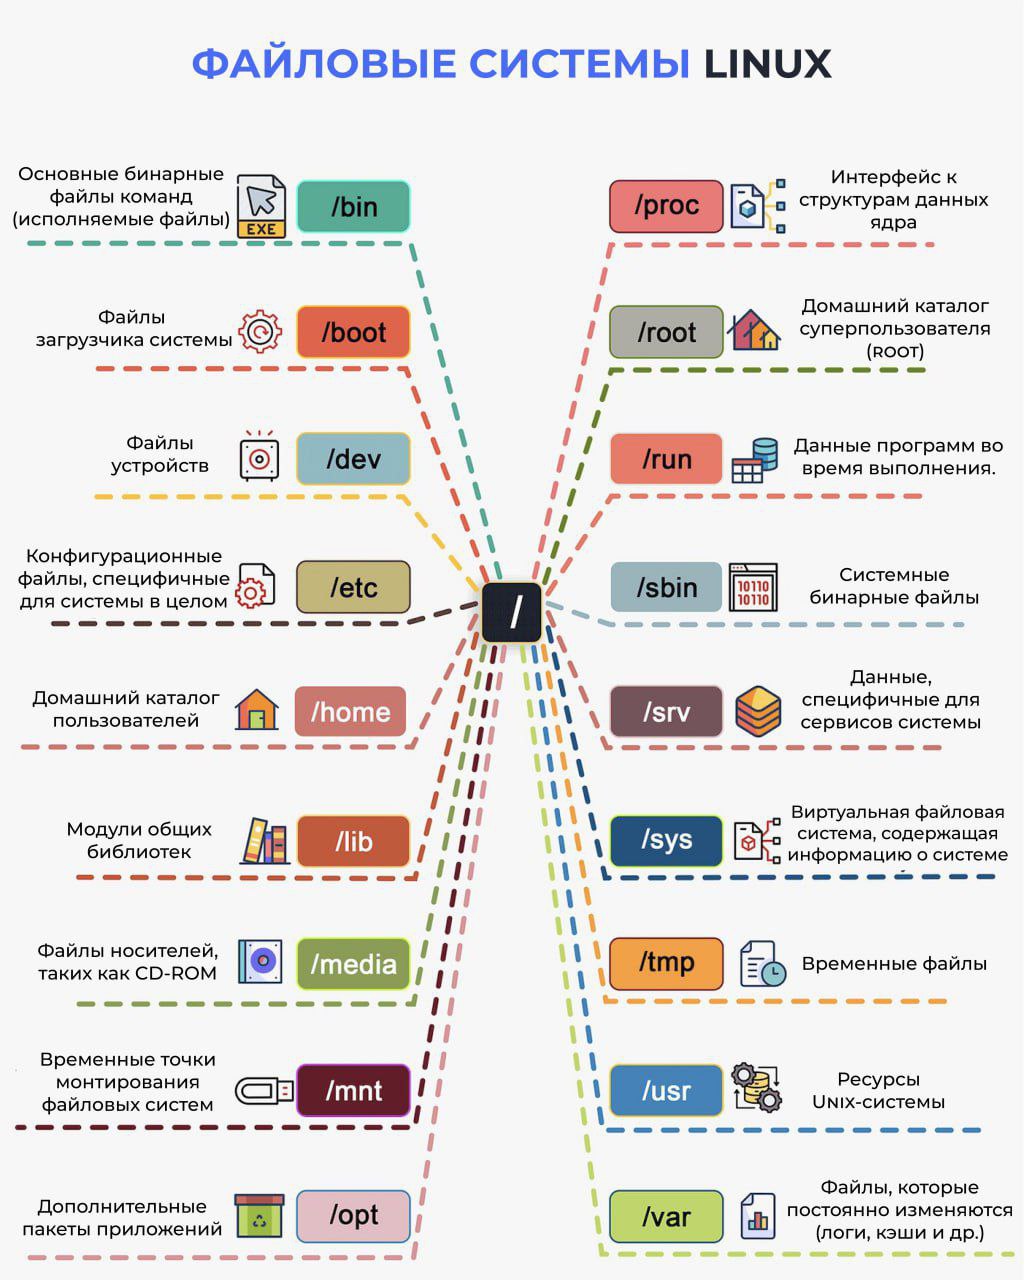 ФАЙЛОВЫЕ СИСТЕМЫ LINUX
Основные бинарные
файлы команд
(исполняемые файлы)
EXE
/bin
Файлы
загрузчика системы
/boot
Файлы
устройств
/dev
Конфигурационные
файлы, специфичные
для системы в целом
/etc
Домашний каталог
пользователей
/home
Модули общих
библиотек
/lib
Файлы носителей,
таких как CD-ROM
/media
Временные точки
монтирования
файловых систем
/mnt
Дополнительные
пакеты приложений
/opt
/
/proc
Интерфейс к
структурам данных
ядра
/root
Домашний каталог
суперпользователя
(ROOT)
/run
Данные программ во
время выполнения.
/sbin
10110
10110
Системные
бинарные файлы
/srv
Данные,
специфичные для
сервисов системы
/sys
Виртуальная файловая
система, содержащая
информацию о системе
/tmp
Временные файлы
/usr
Ресурсы
UNIX-системы
/var
Файлы, которые
постоянно изменяются
(логи, кэши и др.)